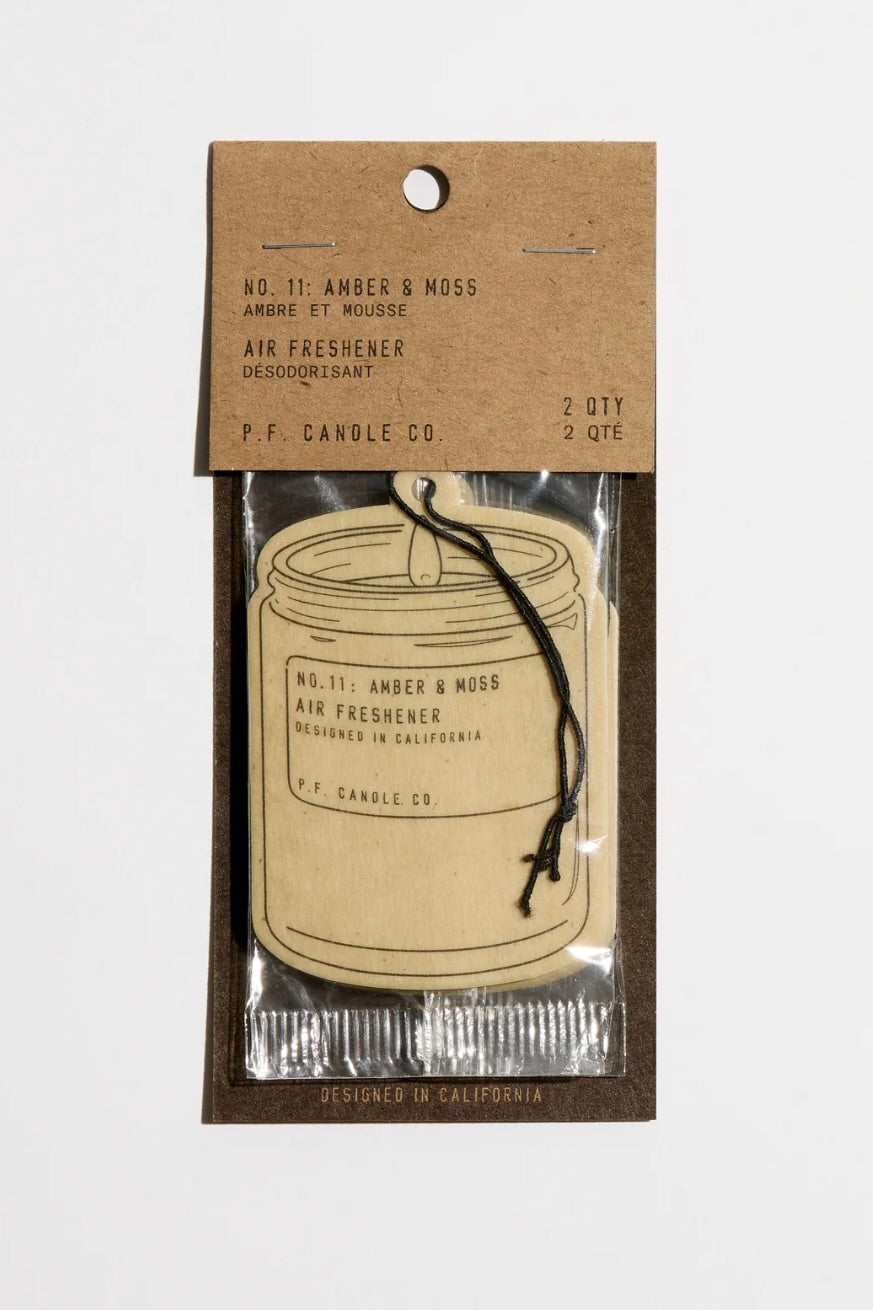 NO. 11: AMBER & MOSS
AMBRE ET MOUSSE
AIR FRESHENER
DÉSODORISANT
2 QTY
P.F. CANDLE CO.
2 QTÉ
NO.11: AMBER & MOSS
AIR FRESHENER
DESIGNED IN CALIFORNIA
P.F. CANDLE CO.
DESIGNED IN CALIFORNIA